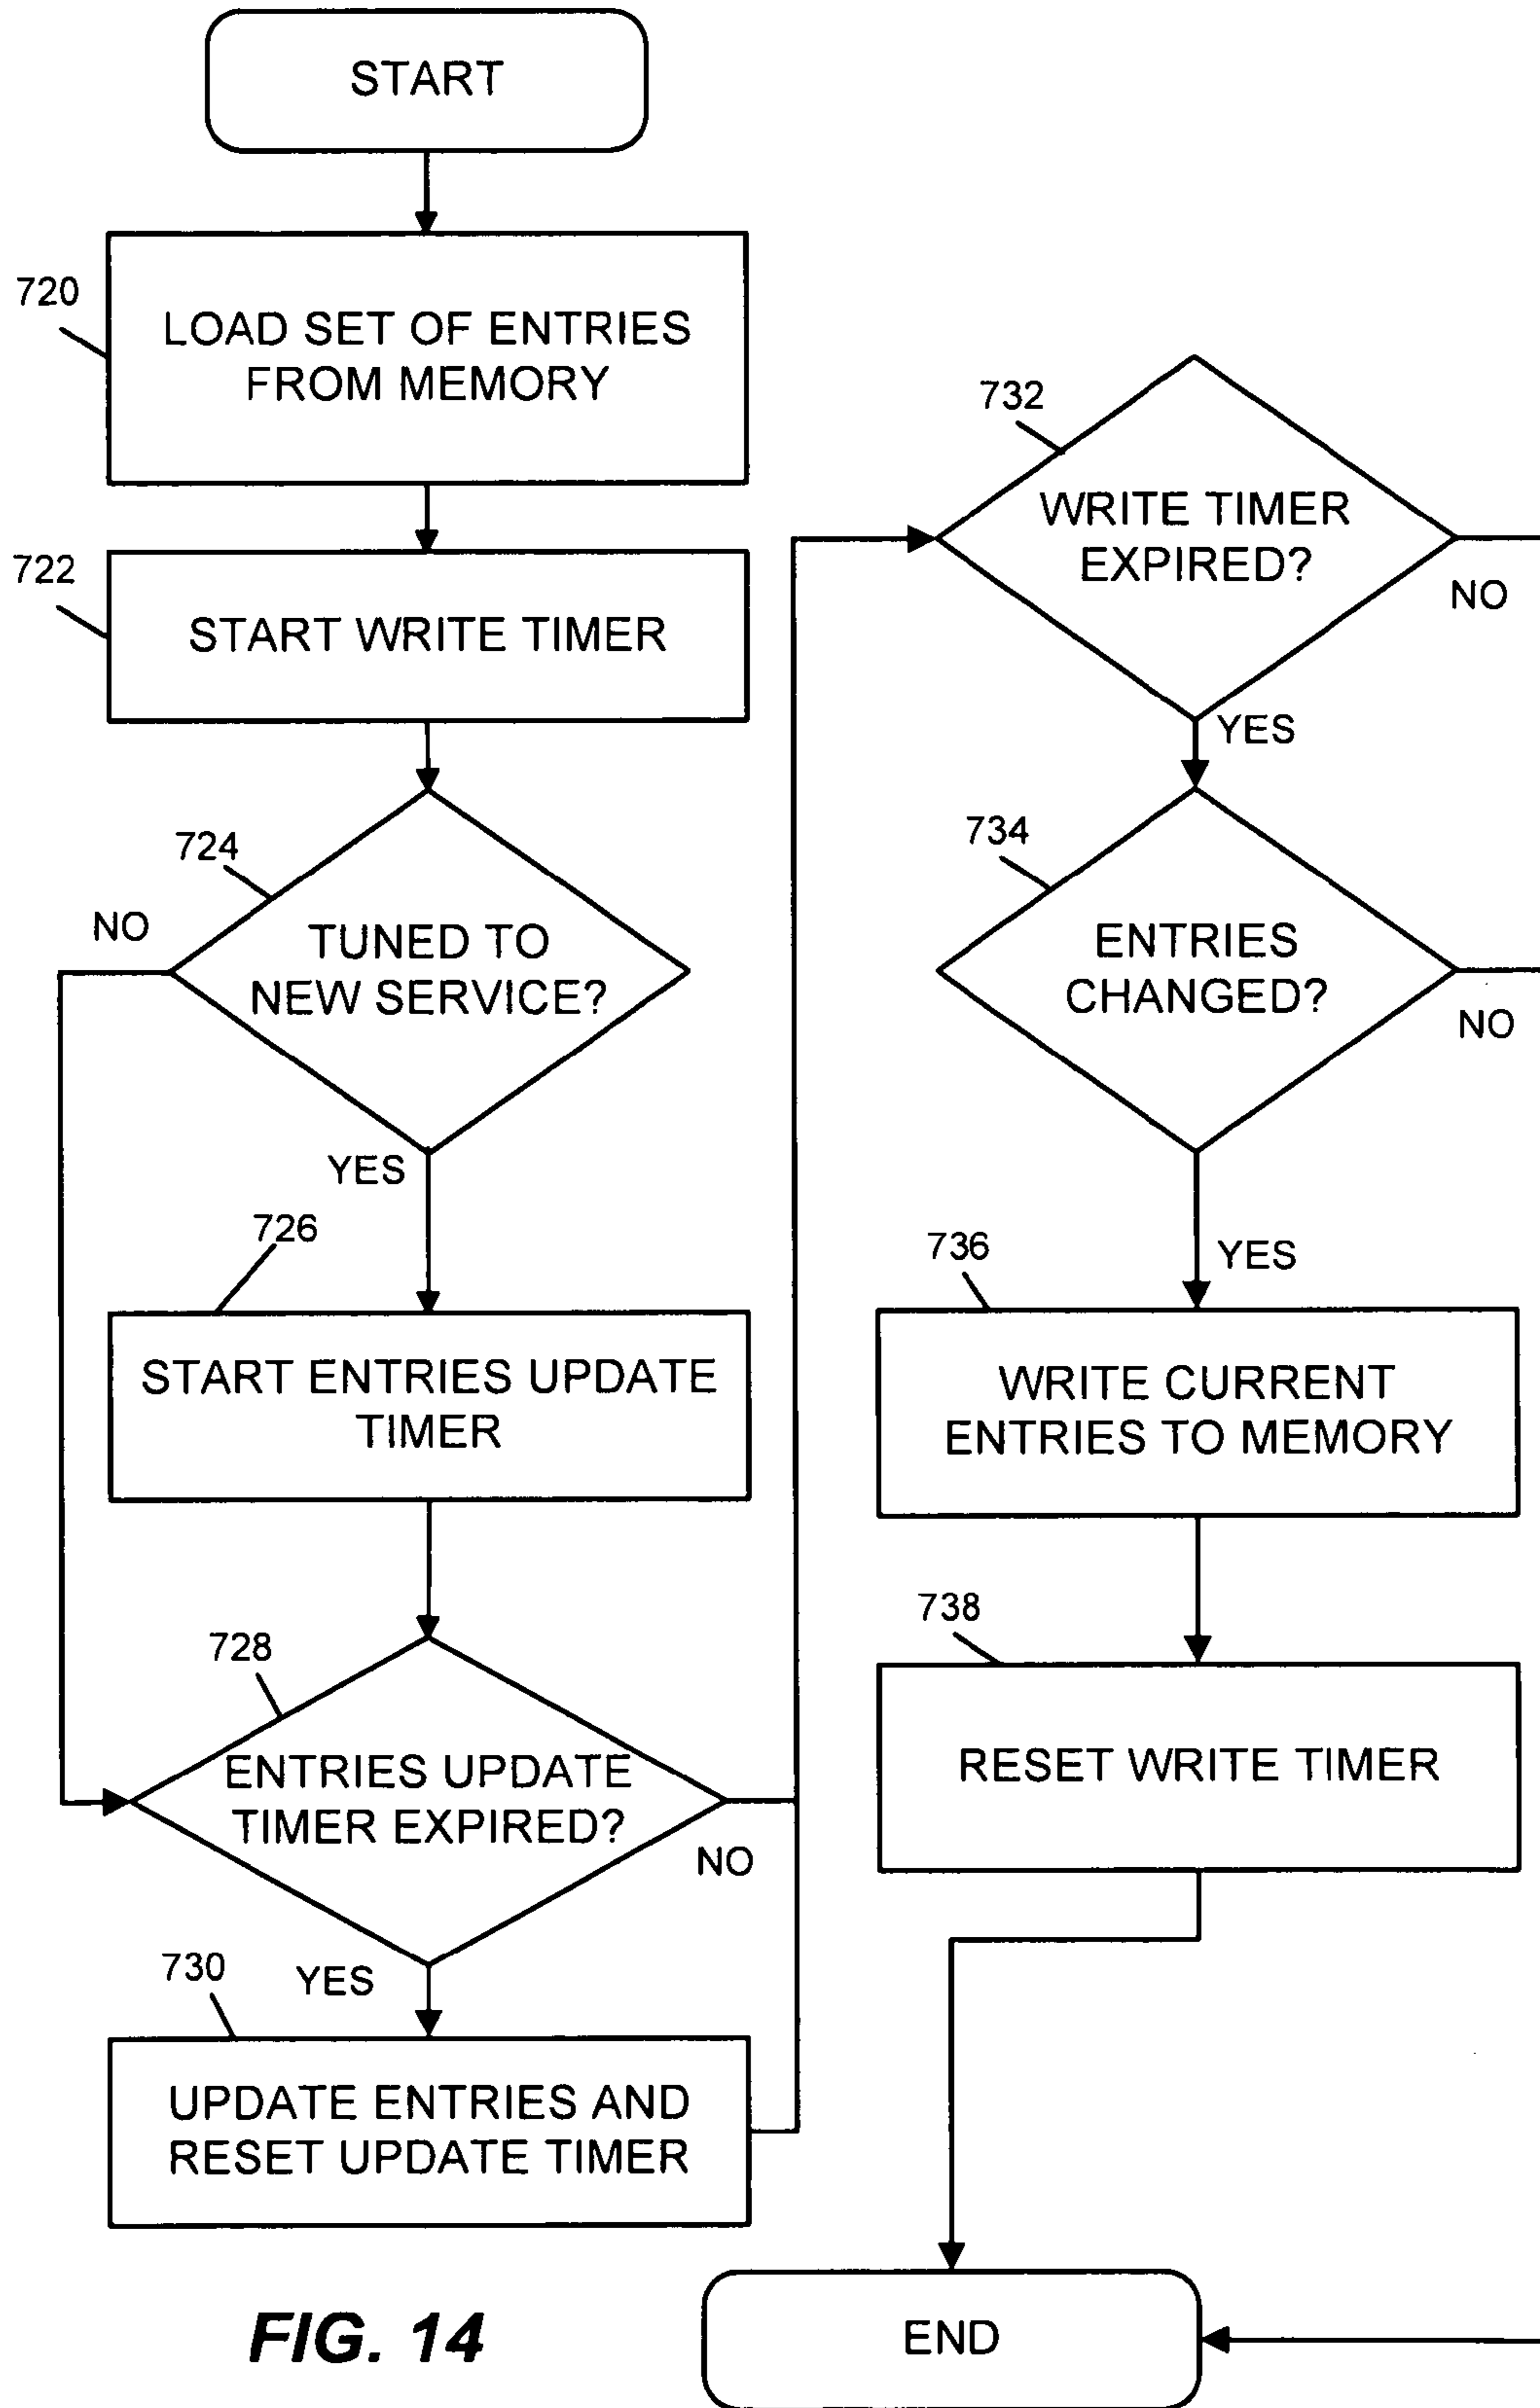 START
720
LOAD SET OF ENTRIES
FROM MEMORY
722
START WRITE TIMER
724
NO
TUNED TO
NEW SERVICE?
YES
726
START ENTRIES UPDATE
TIMER
728
ENTRIES UPDATE
TIMER EXPIRED?
NO
730
YES
UPDATE ENTRIES AND
RESET UPDATE TIMER
732
WRITE TIMER
EXPIRED?
NO
YES
734
ENTRIES
CHANGED?
NO
YES
736
WRITE CURRENT
ENTRIES TO MEMORY
738
RESET WRITE TIMER
END
FIG. 14